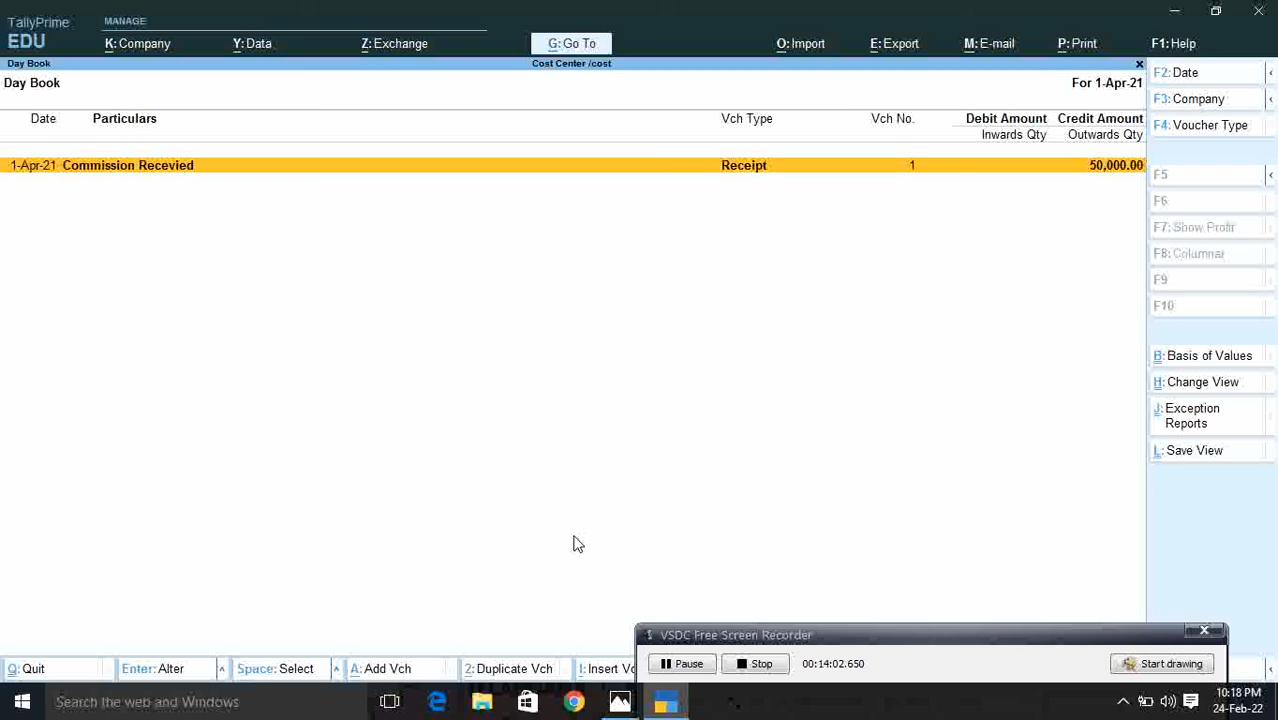 TallyPrime
EDU
MANAGE
K: Company
Y: Data
Z: Exchange
G: Go To
O: Import
E: Export
M: E-mail
P: Print
F1: Help
Day Book
Cost Center /cost
Day Book
For 1-Apr-21
Date
Particulars
Vch Type
Vch No.
Debit Amount
Credit Amount
Inwards Qty
Outwards Qty
1-Apr-21 Commission Recevied Receipt 1 50,000.00
F2: Date
F3: Company
F4: Voucher Type
F5
F6
F7: Show Profit
F8: Columnar
F9
F10
B: Basis of Values
H: Change View
J: Exception
Reports
L: Save View
Q: Quit
Enter: Alter
Space: Select
A: Add Vch
2: Duplicate Vch
I: Insert Vc
VSDC Free Screen Recorder
Pause
Stop
00:14:02.650
Start drawing
Search the web and Windows
10:18 PM
24-Feb-22